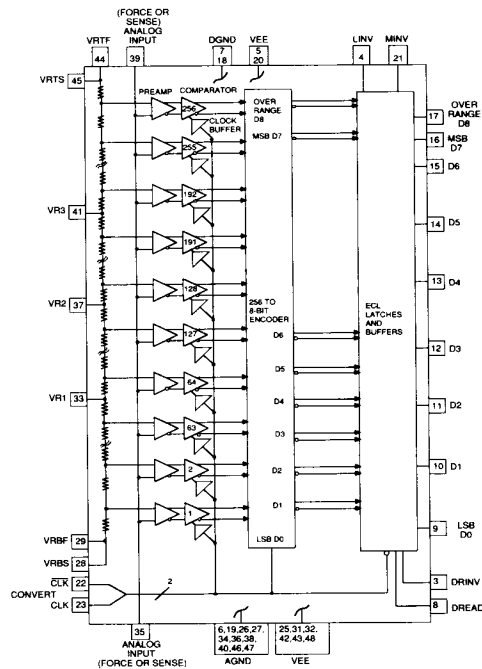 (FORCE OR
SENSE)
ANALOG
INPUT
VRTF
44
39
DGND
7
18
VEE
5
20
LINV
4
MINV
21
VRTS 45
PREAMP COMPARATOR
256
CLOCK
BUFFER
OVER
RANGE
D8
MSB D7
17 OVER
RANGE
D8
16 MSB
D7
255
15 D6
192
VR3 41
14 D5
191
13 D4
128
VR2 37
256 TO
8-BIT
ENCODER
ECL
LATCHES
AND
BUFFERS
127
D6
12 D3
D5
64
VR1 33
D4
11 D2
63
D3
2
D2
10 D1
1
D1
9 LSB
D0
VRBF 29
LSB D0
VRBS 28
CLK 22
CONVERT
CLK 23
2
3 DRINV
8 DREAD
35
ANALOG
INPUT
(FORCE OR SENSE)
6,19,26,27,
34,36,38,
40,46,47
AGND
25,31,32,
42,43,48
VEE